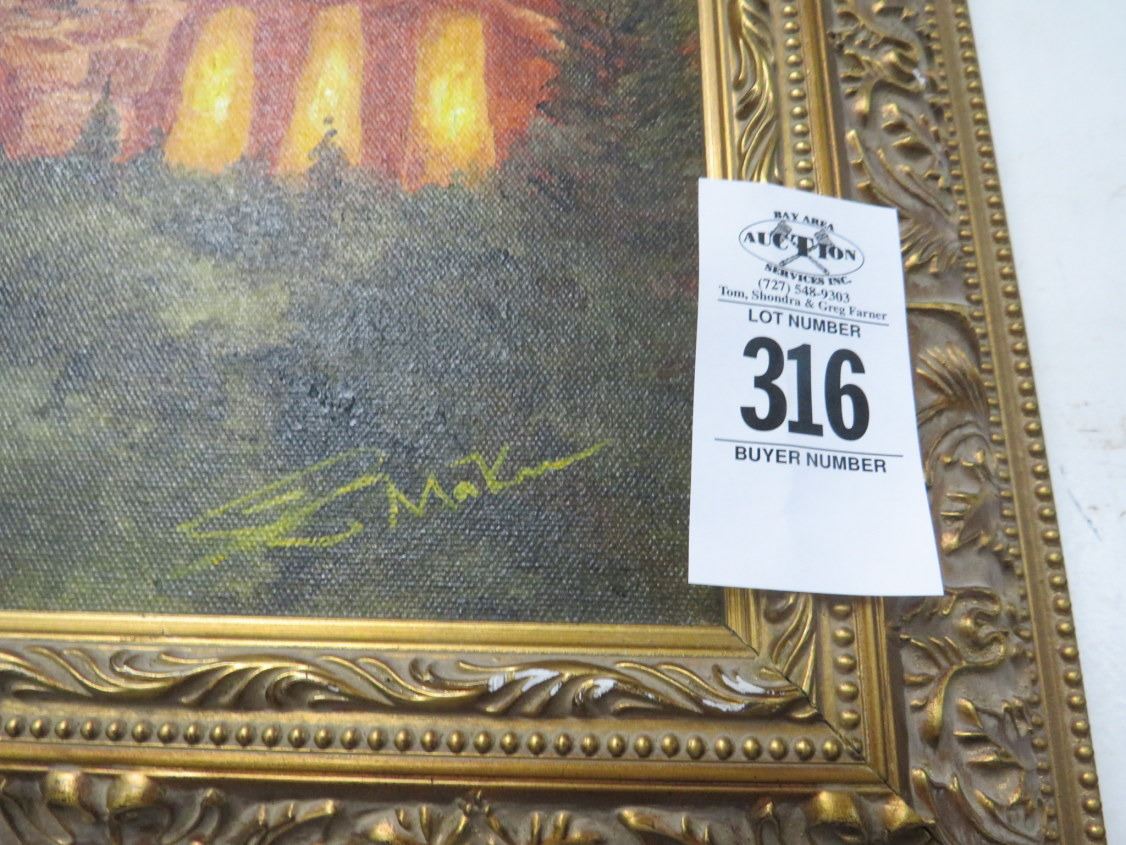 BAY AREA
AUCTION
SERVICES INC.
(727) 548-9303
Tom, Shondra & Greg Farner
LOT NUMBER
316
BUYER NUMBER